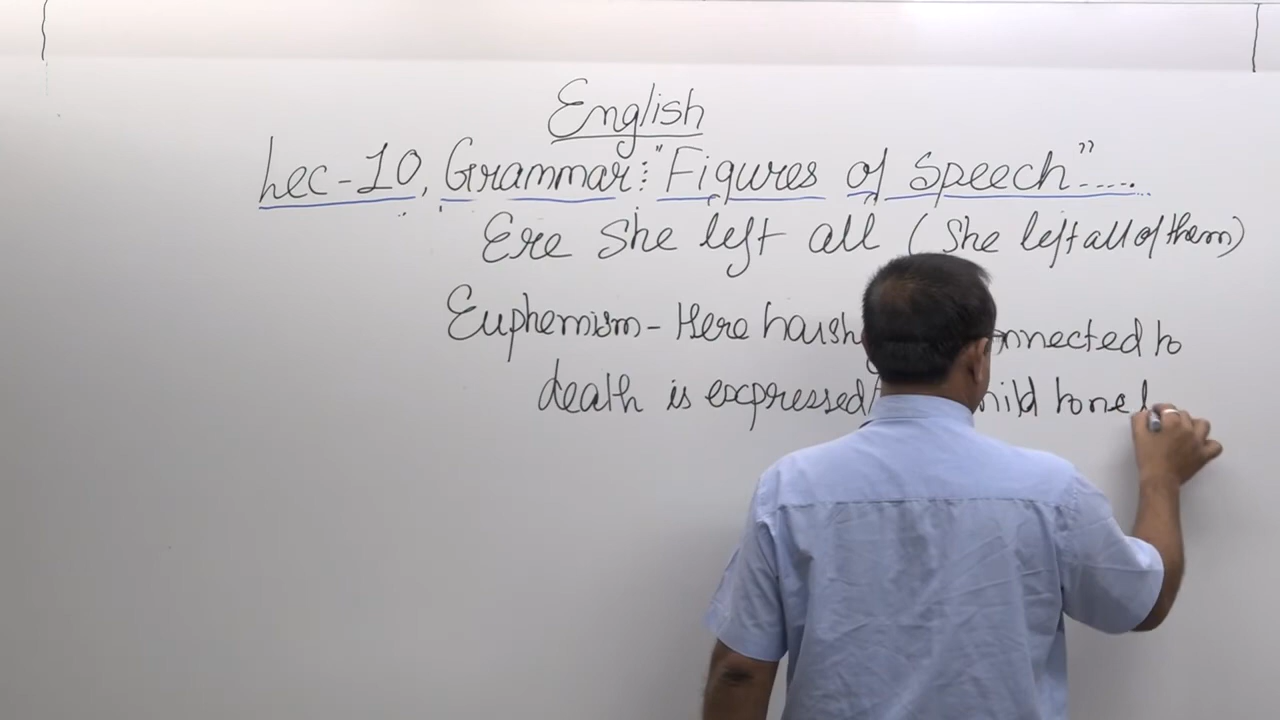 English
Lec-10, Grammar: "Figures of Speech"....
Ere She left all (She left all of them)
Euphemism - Here harsh connected to
death is expressed mild tone